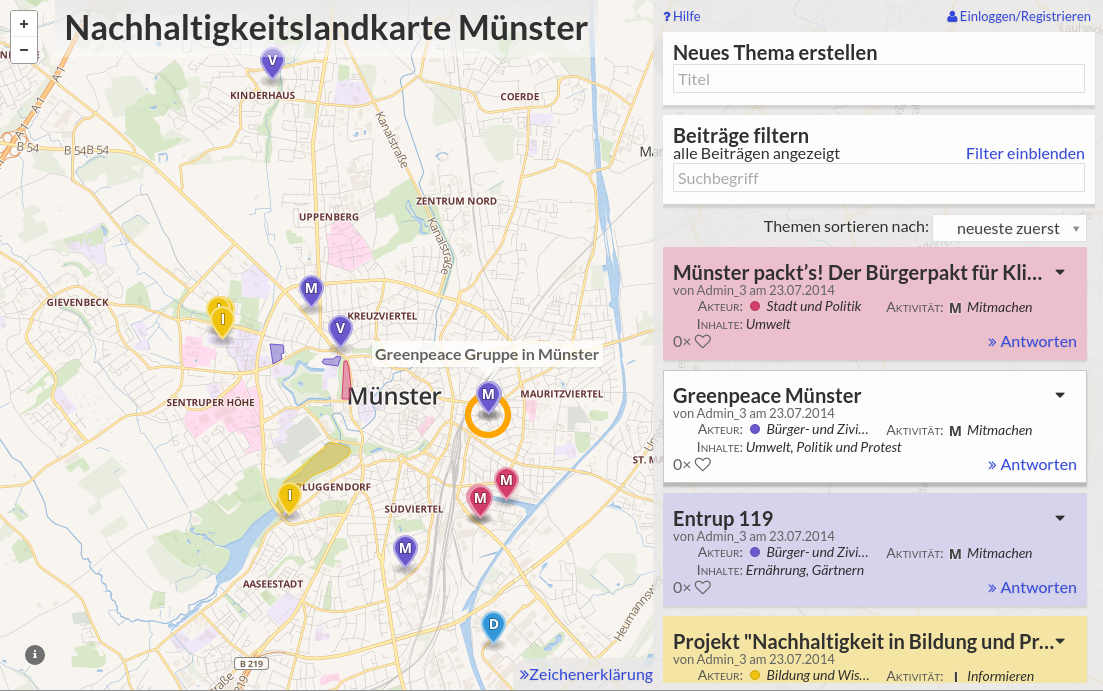 +
−
Nachhaltigkeitslandkarte Münster
V
KINDERHAUS
COERDE
A 1
A 1
B 54
B 54B 54
Kanalstraße
ZENTRUM NORD
UPPENBERG
Kanalstraße
GIEVENBECK
M
KREUZVIERTEL
I
V
Greenpeace Gruppe in Münster
M
Münster
MAURITZVIERTEL
SENTRUPER HÖHE
PLUGGENDORF
I
M
M
SÜDVIERTEL
M
AASEESTADT
D
Heumannsweg
B 219
i
»Zeichenerklärung
? Hilfe
Einloggen/Registrieren
Neues Thema erstellen
Titel
Beiträge filtern
alle Beiträgen angezeigt
Filter einblenden
Suchbegriff
Themen sortieren nach: neueste zuerst
Münster packt’s! Der Bürgerpakt für Kli...
von Admin_3 am 23.07.2014
Akteur: Stadt und Politik Aktivität: M Mitmachen
Inhalte: Umwelt
0× » Antworten
Greenpeace Münster
von Admin_3 am 23.07.2014
Akteur: Bürger- und Zivi... Aktivität: M Mitmachen
Inhalte: Umwelt, Politik und Protest
0× » Antworten
Entrup 119
von Admin_3 am 23.07.2014
Akteur: Bürger- und Zivi... Aktivität: M Mitmachen
Inhalte: Ernährung, Gärtnern
0× » Antworten
Projekt "Nachhaltigkeit in Bildung und Pr...
von Admin_3 am 23.07.2014
Akteur: Bildung und Wis... Aktivität: I Informieren